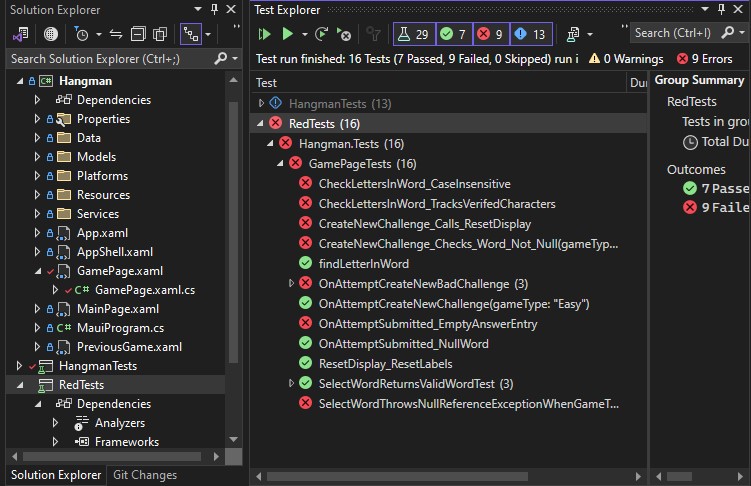 Solution Explorer
Search Solution Explorer (Ctrl+;)
Hangman
Dependencies
Properties
Data
Models
Platforms
Resources
Services
App.xaml
AppShell.xaml
GamePage.xaml
C# GamePage.xaml.cs
MainPage.xaml
C# MauiProgram.cs
PreviousGame.xaml
HangmanTests
RedTests
Dependencies
Analyzers
Frameworks
Solution Explorer Git Changes
Test Explorer
29 7 9 13
Search (Ctrl+I)
Test run finished: 16 Tests (7 Passed, 9 Failed, 0 Skipped) run i 0 Warnings 9 Errors
Test Dur
HangmanTests (13)
RedTests (16)
Hangman.Tests (16)
GamePageTests (16)
CheckLettersInWord_CaseInsensitive
CheckLettersInWord_TracksVerifedCharacters
CreateNewChallenge_Calls_ResetDisplay
CreateNewChallenge_Checks_Word_Not_Null(gameTyp...
findLetterInWord
OnAttemptCreateNewBadChallenge (3)
OnAttemptCreateNewChallenge(gameType: "Easy")
OnAttemptSubmitted_EmptyAnswerEntry
OnAttemptSubmitted_NullWord
ResetDisplay_ResetLabels
SelectWordReturnsValidWordTest (3)
SelectWordThrowsNullReferenceExceptionWhenGameT...
Group Summary
RedTests
Tests in grou
Total Du
Outcomes
7 Passe
9 Faile